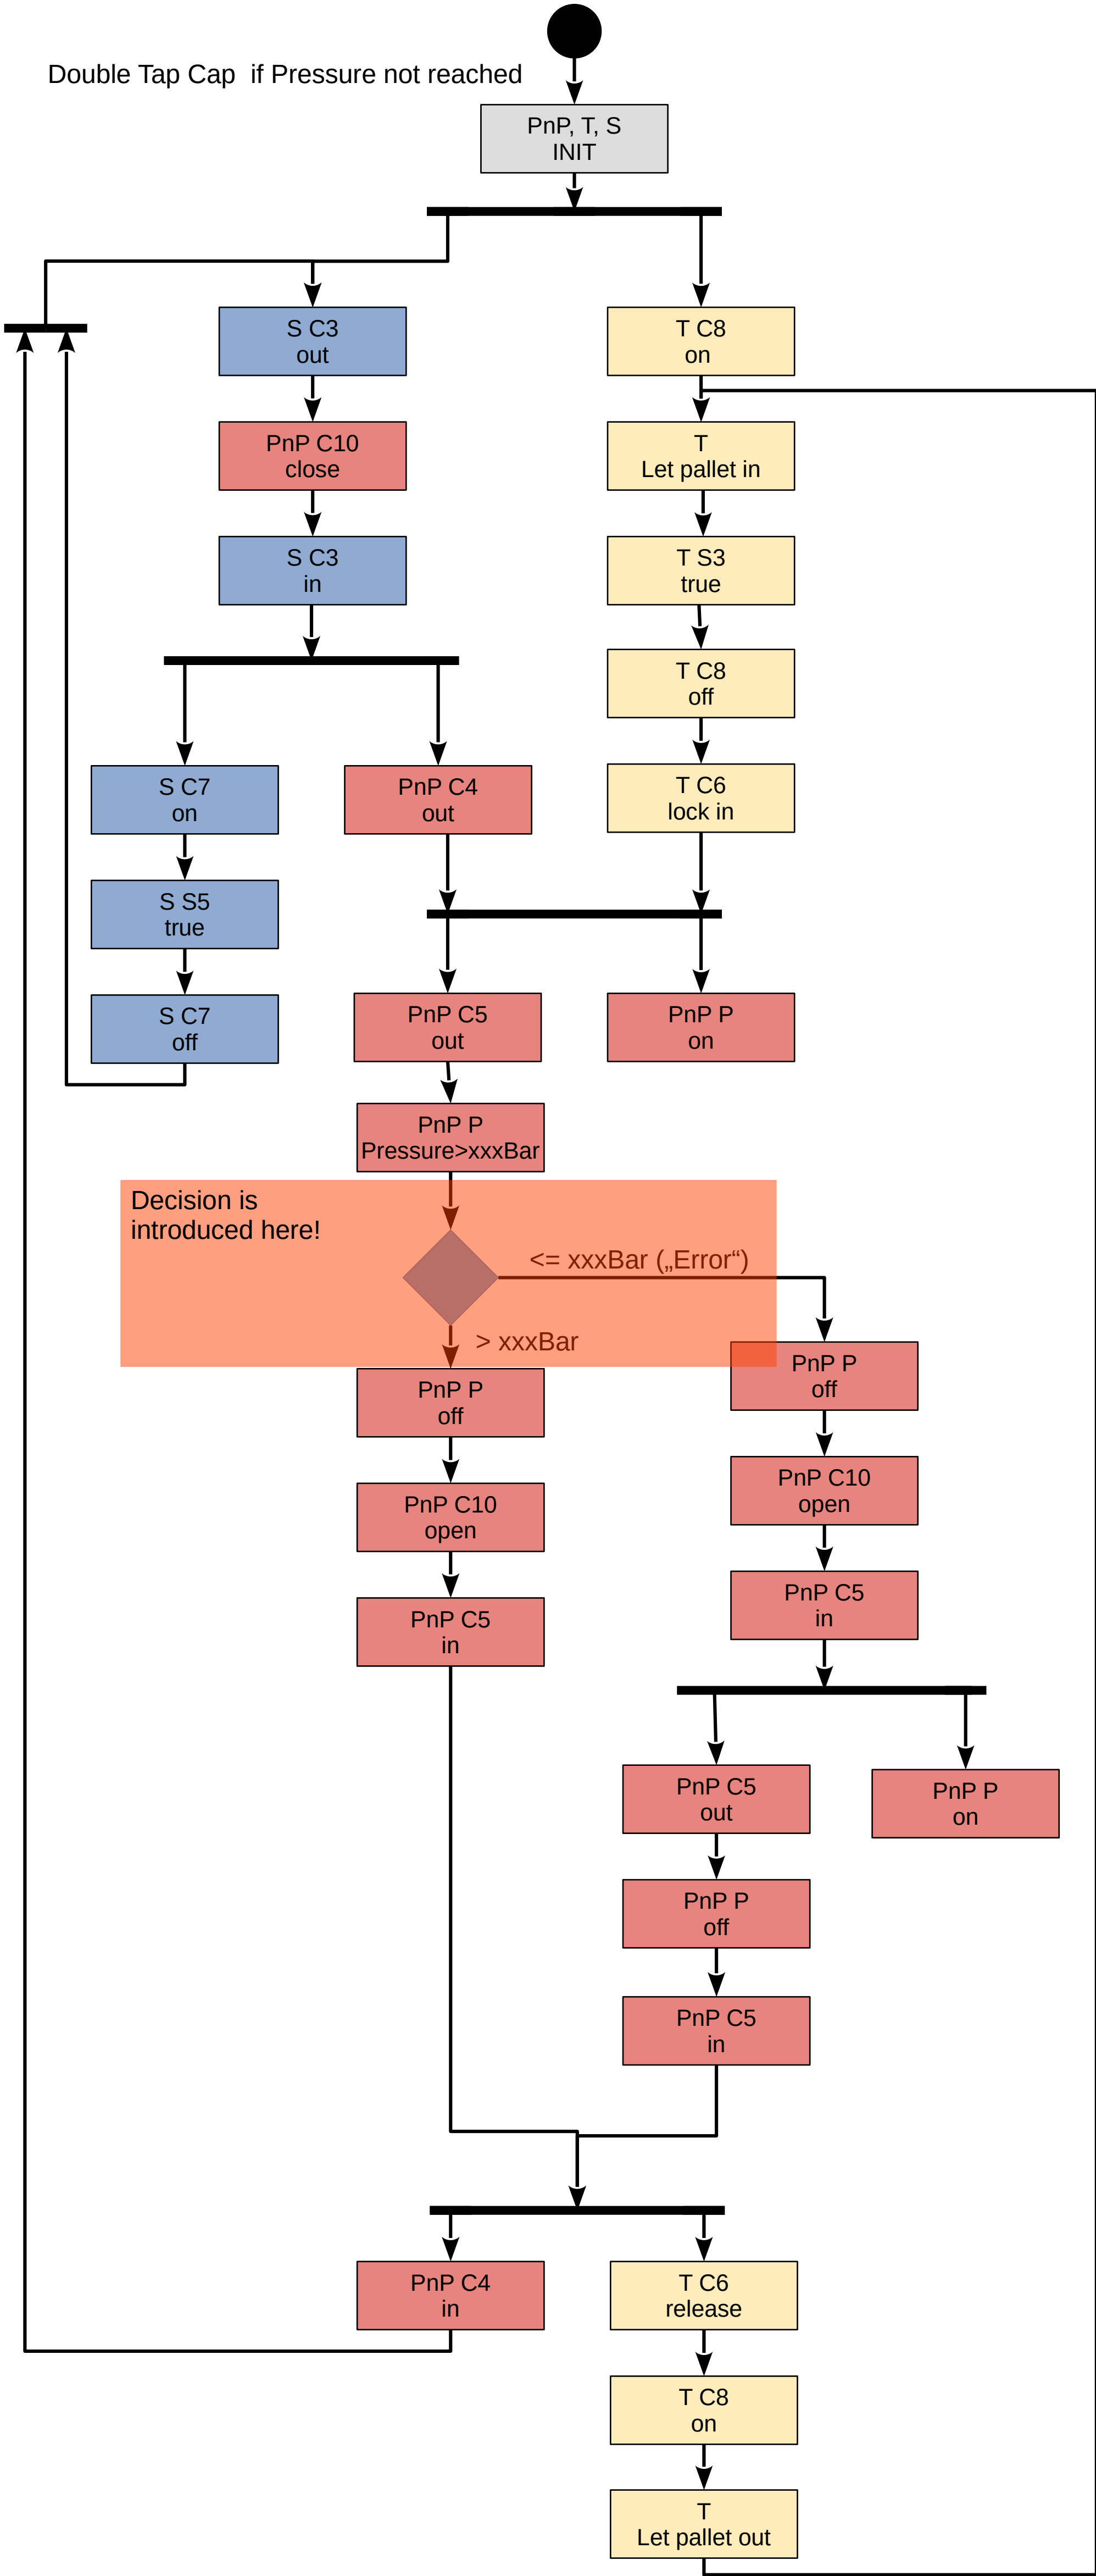 Double Tap Cap  if Pressure not reached
PnP, T, S
INIT
S C3
out
T C8
on
PnP C10
close
T
Let pallet in
S C3
in
T S3
true
T C8
off
S C7
on
PnP C4
out
T C6
lock in
S S5
true
S C7
off
PnP C5
out
PnP P
on
PnP P
Pressure>xxxBar
Decision is
introduced here!
<= xxxBar („Error“)
> xxxBar
PnP P
off
PnP P
off
PnP C10
open
PnP C10
open
PnP C5
in
PnP C5
in
PnP C5
out
PnP P
on
PnP P
off
PnP C5
in
PnP C4
in
T C6
release
T C8
on
T
Let pallet out